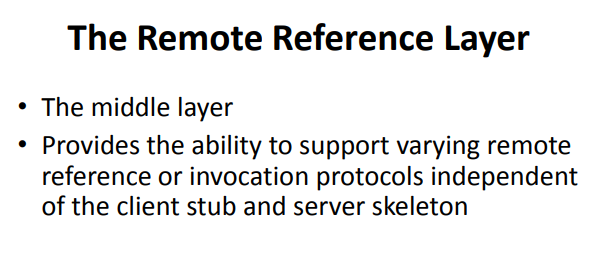 The Remote Reference Layer
• The middle layer
• Provides the ability to support varying remote
reference or invocation protocols independent
of the client stub and server skeleton